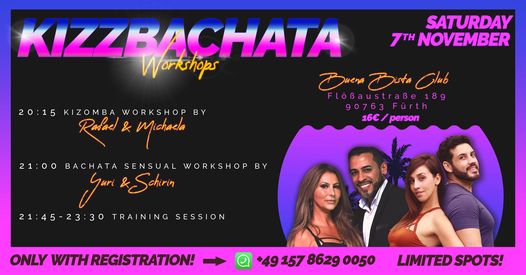 KIZZBACHATA
Workshops
SATURDAY
7TH NOVEMBER
Buena Bista Club
Flößaustraße 189
90763 Fürth
16€ / person
20:15 KIZOMBA WORKSHOP BY
Rafael & Michaela
21:00 BACHATA SENSUAL WORKSHOP BY
Yuri & Schirin
21:45-23:30 TRAINING SESSION
ONLY WITH REGISTRATION! +49 157 8629 0050 LIMITED SPOTS!